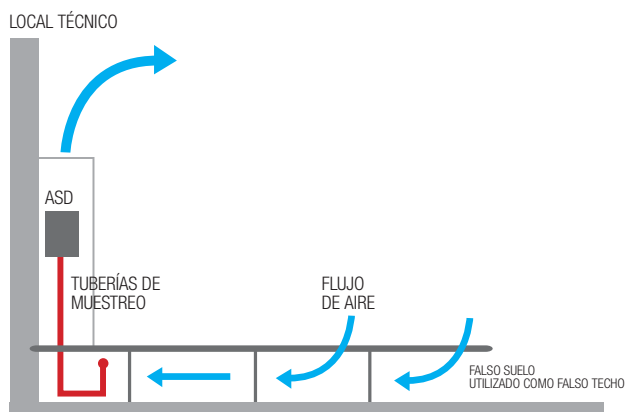 LOCAL TÉCNICO
ASD
TUBERÍAS DE
MUESTREO
FLUJO
DE AIRE
FALSO SUELO
UTILIZADO COMO FALSO TECHO